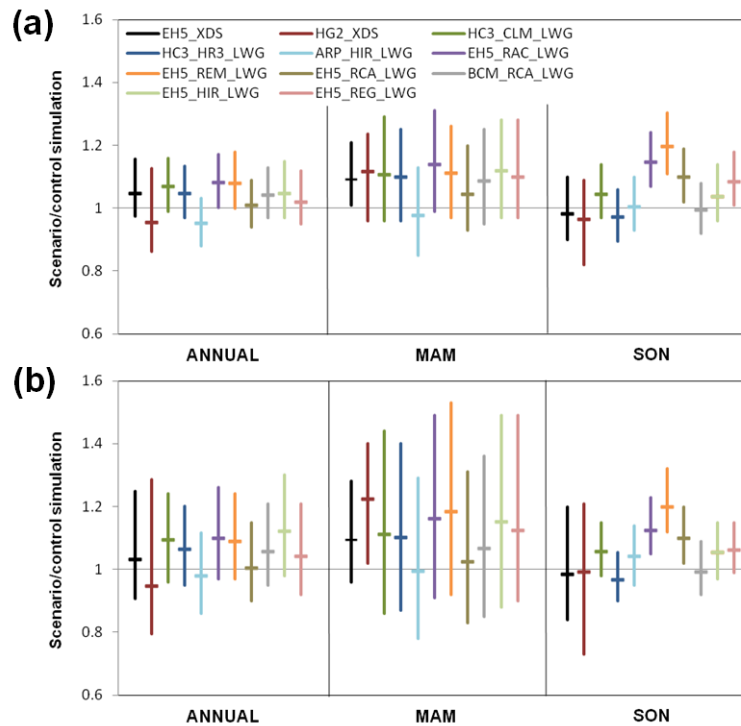 (a)
1.6
EH5_XDS HG2_XDS HC3_CLM_LWG
HC3_HR3_LWG ARP_HIR_LWG EH5_RAC_LWG
EH5_REM_LWG EH5_RCA_LWG BCM_RCA_LWG
EH5_HIR_LWG EH5_REG_LWG
1.4
1.2
1
0.8
0.6
Scenario/control simulation
ANNUAL MAM SON
(b)
1.6
1.4
1.2
1
0.8
0.6
Scenario/control simulation
ANNUAL MAM SON